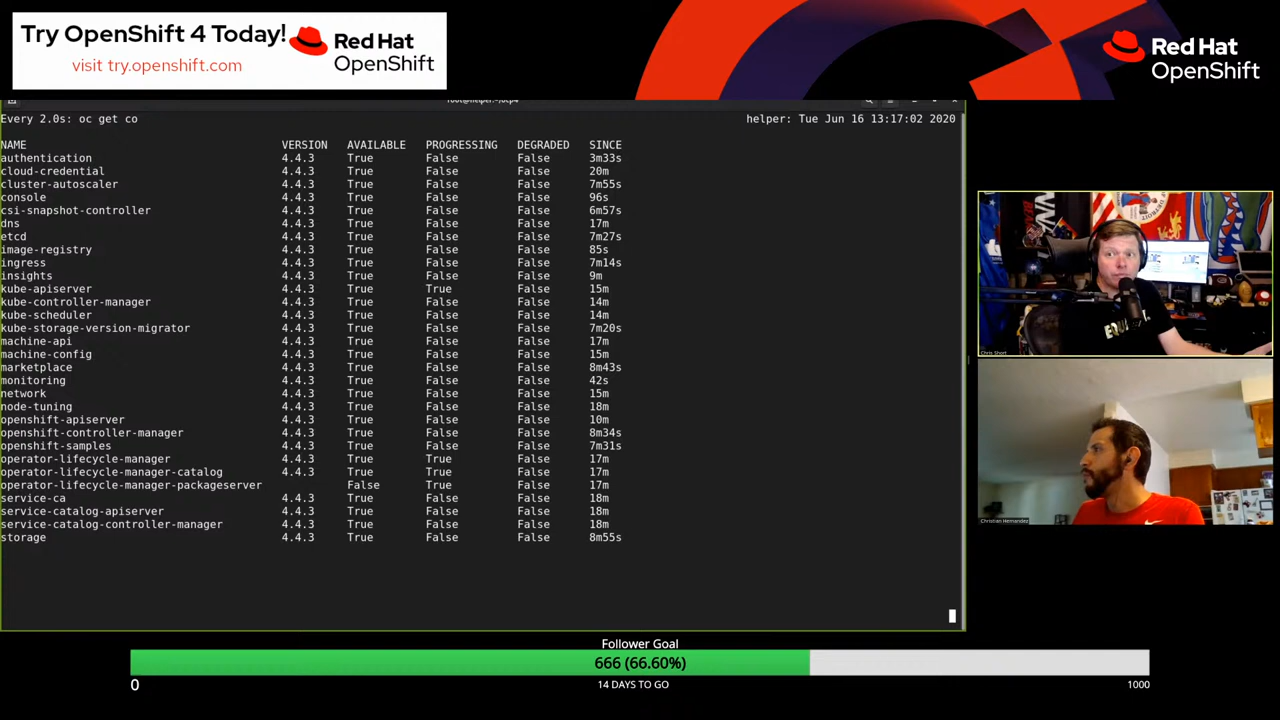 Try OpenShift 4 Today!
visit try.openshift.com
Red Hat
OpenShift
Red Hat
OpenShift
Every 2.0s: oc get co helper: Tue Jun 16 13:17:02 2020
NAME VERSION AVAILABLE PROGRESSING DEGRADED SINCE
authentication 4.4.3 True False False 3m33s
cloud-credential 4.4.3 True False False 20m
cluster-autoscaler 4.4.3 True False False 7m55s
console 4.4.3 True False False 96s
csi-snapshot-controller 4.4.3 True False False 6m57s
dns 4.4.3 True False False 17m
etcd 4.4.3 True False False 7m27s
image-registry 4.4.3 True False False 85s
ingress 4.4.3 True False False 7m14s
insights 4.4.3 True False False 9m
kube-apiserver 4.4.3 True True False 15m
kube-controller-manager 4.4.3 True False False 14m
kube-scheduler 4.4.3 True False False 14m
kube-storage-version-migrator 4.4.3 True False False 7m20s
machine-api 4.4.3 True False False 17m
machine-config 4.4.3 True False False 15m
marketplace 4.4.3 True False False 8m43s
monitoring 4.4.3 True False False 42s
network 4.4.3 True False False 15m
node-tuning 4.4.3 True False False 18m
openshift-apiserver 4.4.3 True False False 10m
openshift-controller-manager 4.4.3 True False False 8m34s
openshift-samples 4.4.3 True False False 7m31s
operator-lifecycle-manager 4.4.3 True True False 17m
operator-lifecycle-manager-catalog 4.4.3 True True False 17m
operator-lifecycle-manager-packageserver False True False 17m
service-ca 4.4.3 True False False 18m
service-catalog-apiserver 4.4.3 True False False 18m
service-catalog-controller-manager 4.4.3 True False False 18m
storage 4.4.3 True False False 8m55s
Chris Short
Christian Hernandez
Follower Goal
666 (66.60%)
0 14 DAYS TO GO 1000